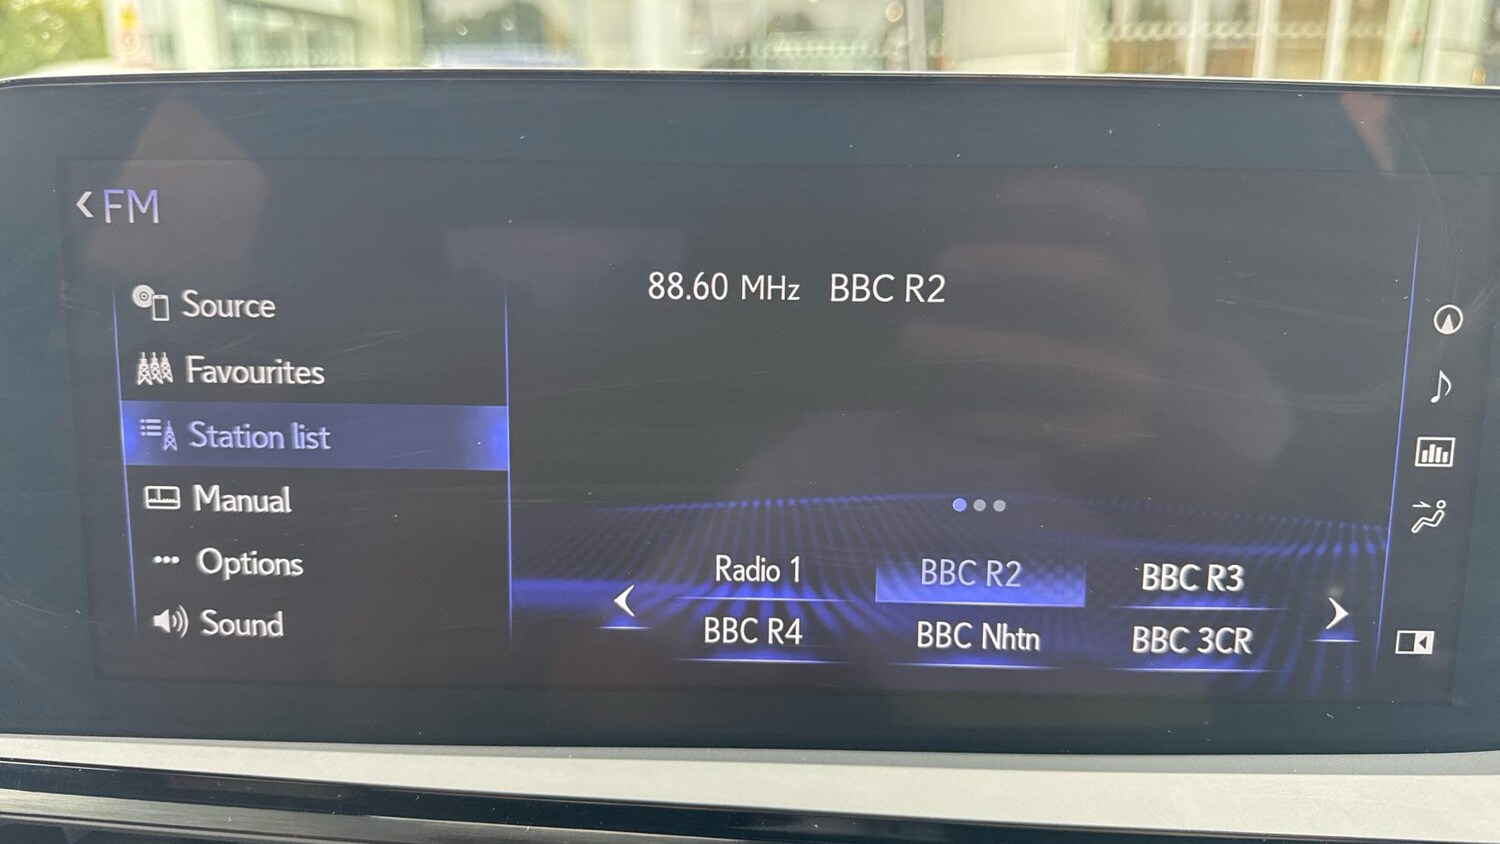 FM
Source
Favourites
Station list
Manual
Options
Sound
88.60 MHz BBC R2
Radio 1 BBC R2 BBC R3
BBC R4 BBC Nhtn BBC 3CR